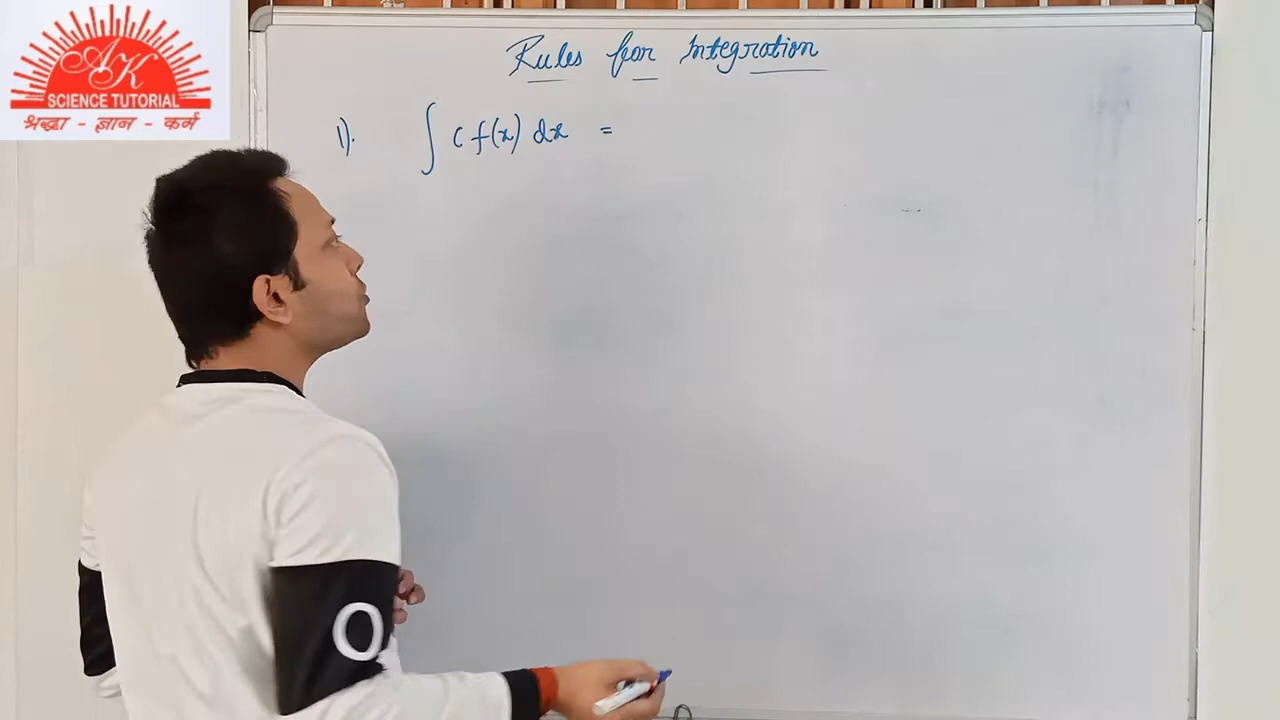 AK
SCIENCE TUTORIAL
श्रद्धा - ज्ञान - कर्म
Rules for Integration
1). ∫ c f(x) dx =
O